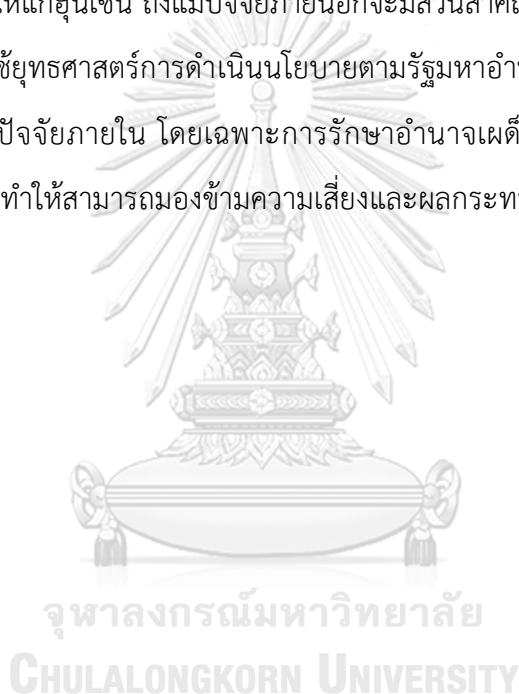 ให้แก่ฮุนเซน ถึงแม้ปัจจัยภายนอกจะมีส่วนสำคัญ
ช้ยุทธศาสตร์การดำเนินนโยบายตามรัฐมหาอำน
ปัจจัยภายใน โดยเฉพาะการรักษาอำนาจเผด็
ทำให้สามารถมองข้ามความเสี่ยงและผลกระท
จุฬาลงกรณ์มหาวิทยาลัย
CHULALONGKORN UNIVERSITY